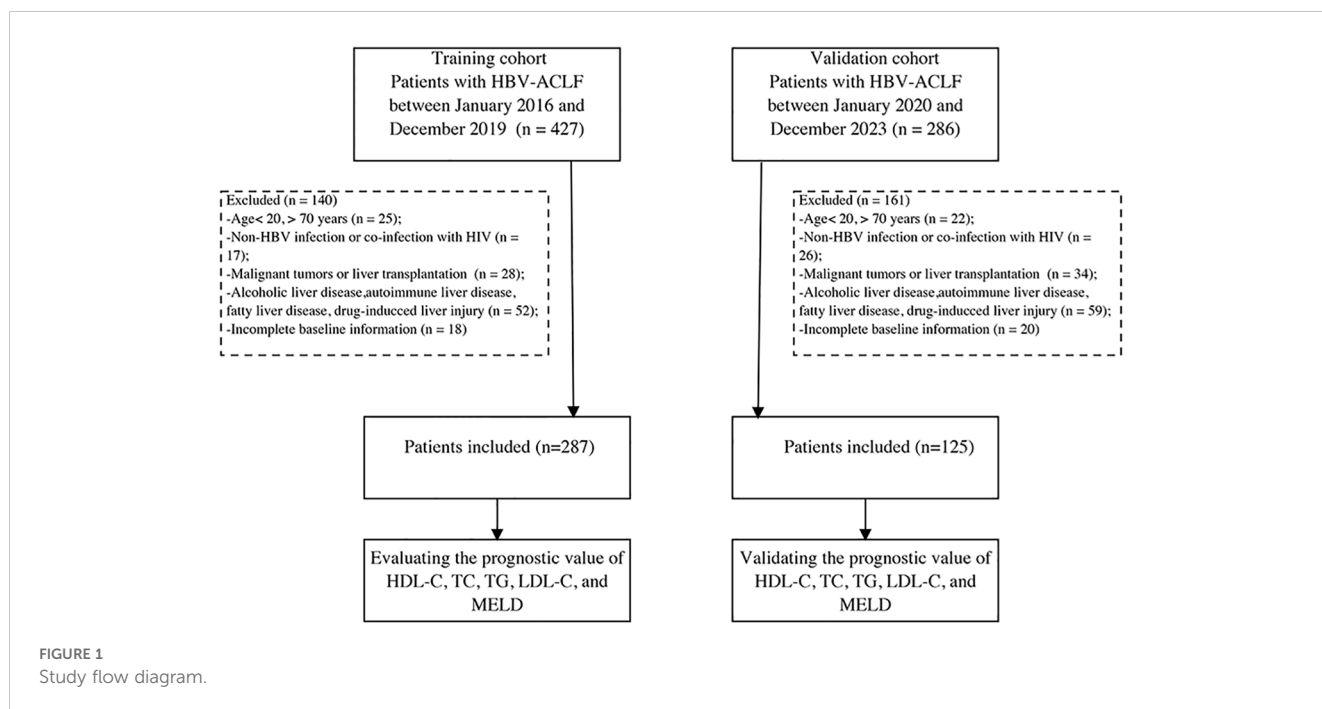 Training cohort
Patients with HBV-ACLF
between January 2016 and
December 2019 (n = 427)
Validation cohort
Patients with HBV-ACLF
between January 2020 and
December 2023 (n = 286)
Excluded (n = 140)
-Age< 20, > 70 years (n = 25);
-Non-HBV infection or co-infection with HIV (n =
17);
-Malignant tumors or liver transplantation (n = 28);
-Alcoholic liver disease,autoimmune liver disease,
fatty liver disease, drug-inducced liver injury (n = 52);
-Incomplete baseline information (n = 18)
Excluded (n = 161)
-Age< 20, > 70 years (n = 22);
-Non-HBV infection or co-infection with HIV (n =
26);
-Malignant tumors or liver transplantation (n = 34);
-Alcoholic liver disease,autoimmune liver disease,
fatty liver disease, drug-inducced liver injury (n = 59);
-Incomplete baseline information (n = 20)
Patients included (n=287)
Patients included (n=125)
Evaluating the prognostic value of
HDL-C, TC, TG, LDL-C, and
MELD
Validating the prognostic value of
HDL-C, TC, TG, LDL-C, and
MELD
FIGURE 1
Study flow diagram.